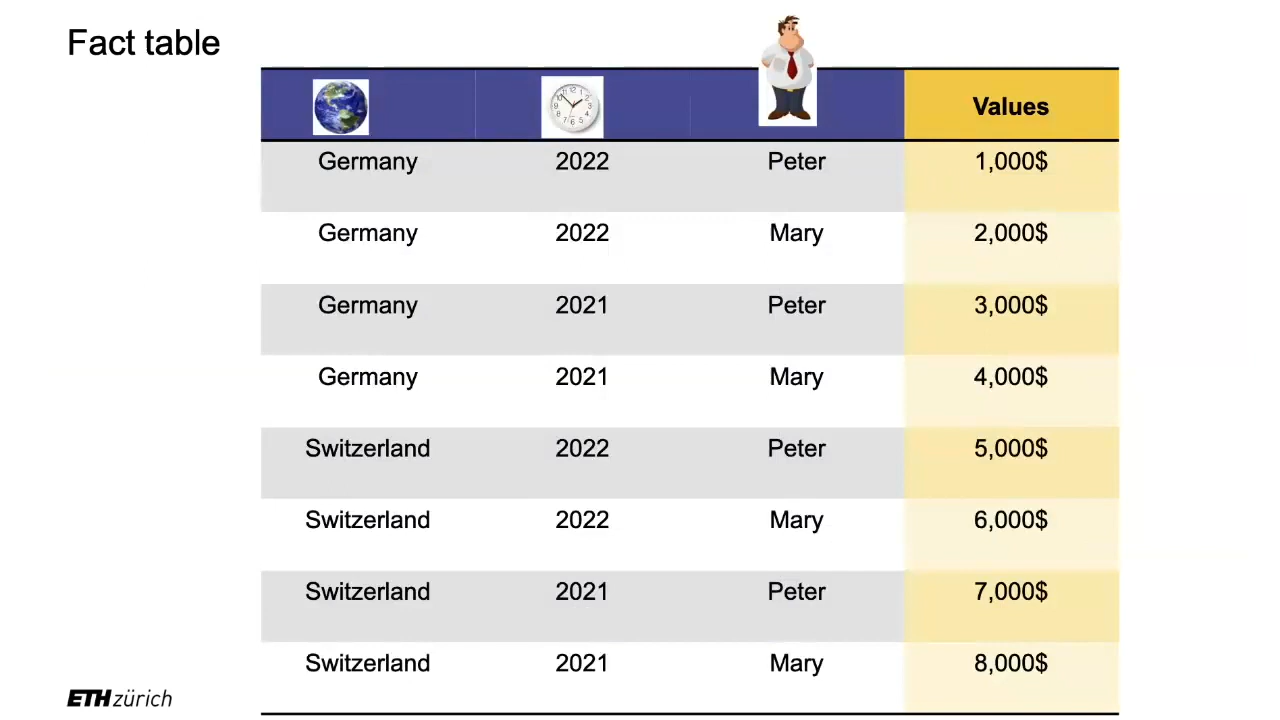 Fact table
Values
Germany 2022 Peter 1,000$
Germany 2022 Mary 2,000$
Germany 2021 Peter 3,000$
Germany 2021 Mary 4,000$
Switzerland 2022 Peter 5,000$
Switzerland 2022 Mary 6,000$
Switzerland 2021 Peter 7,000$
Switzerland 2021 Mary 8,000$
ETH zürich